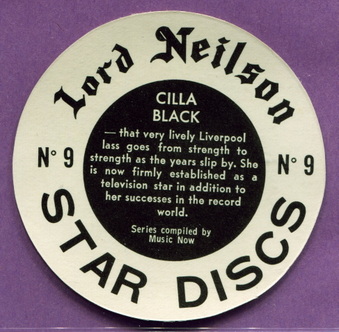 Lord Neilson
CILLA
BLACK
— that very lively Liverpool
lass goes from strength to
strength as the years slip by. She
is now firmly established as a
television star in addition to
her successes in the record
world.
Series compiled by
Music Now
N° 9
N° 9
STAR DISCS